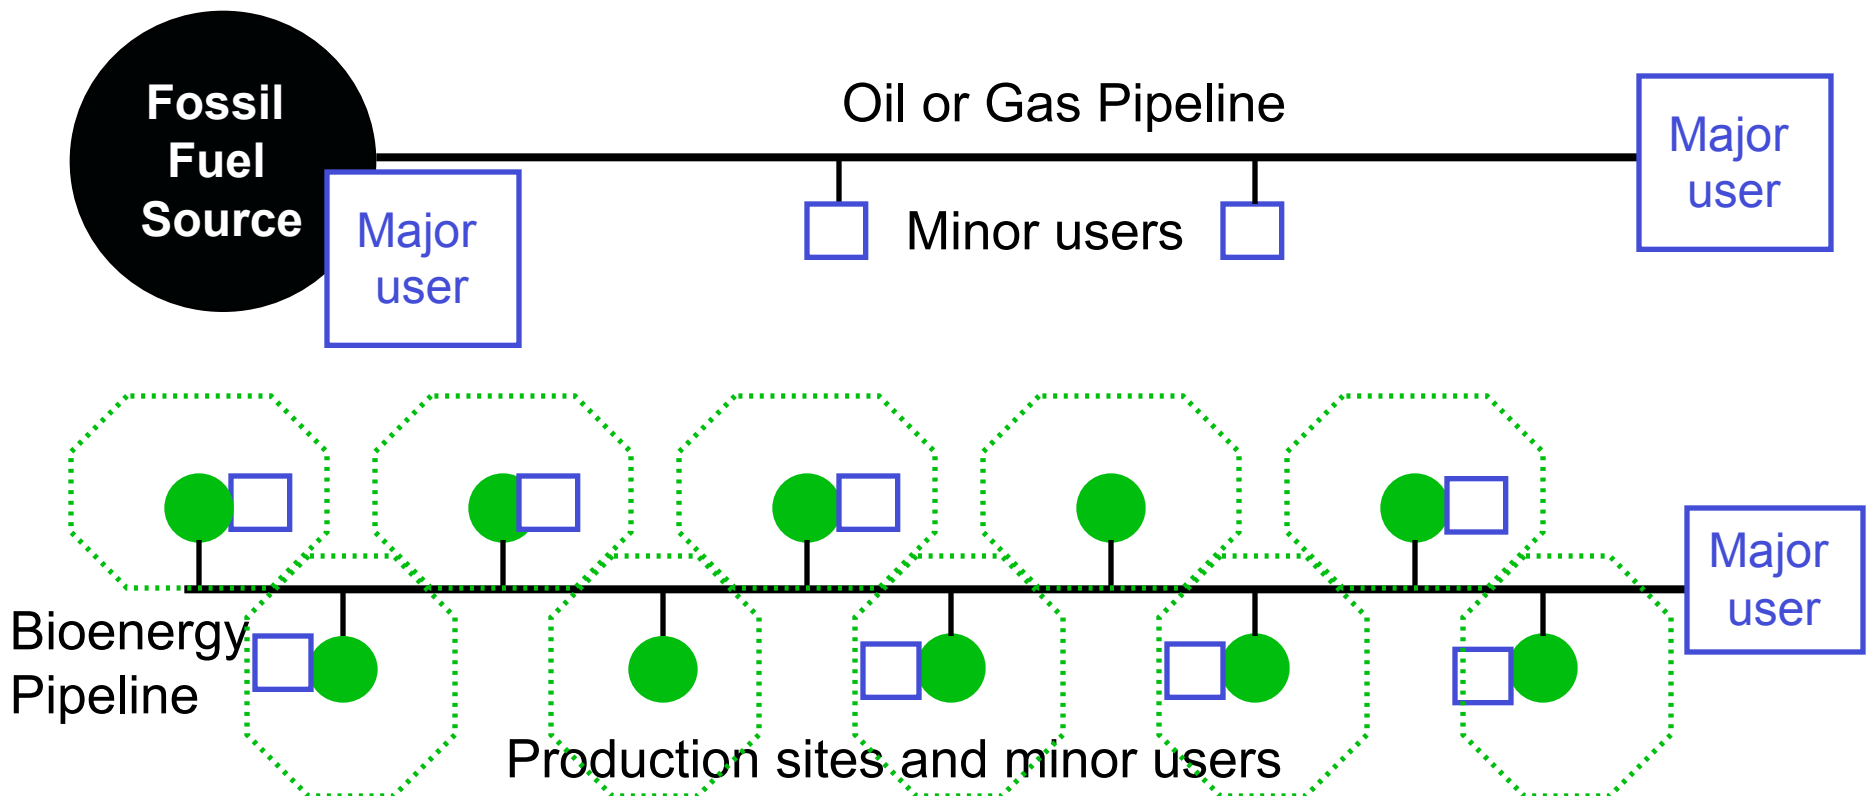 Fossil
Fuel
Source
Oil or Gas Pipeline
Major
user
Minor users
Major
user
Major
user
Bioenergy
Pipeline
Production sites and minor users